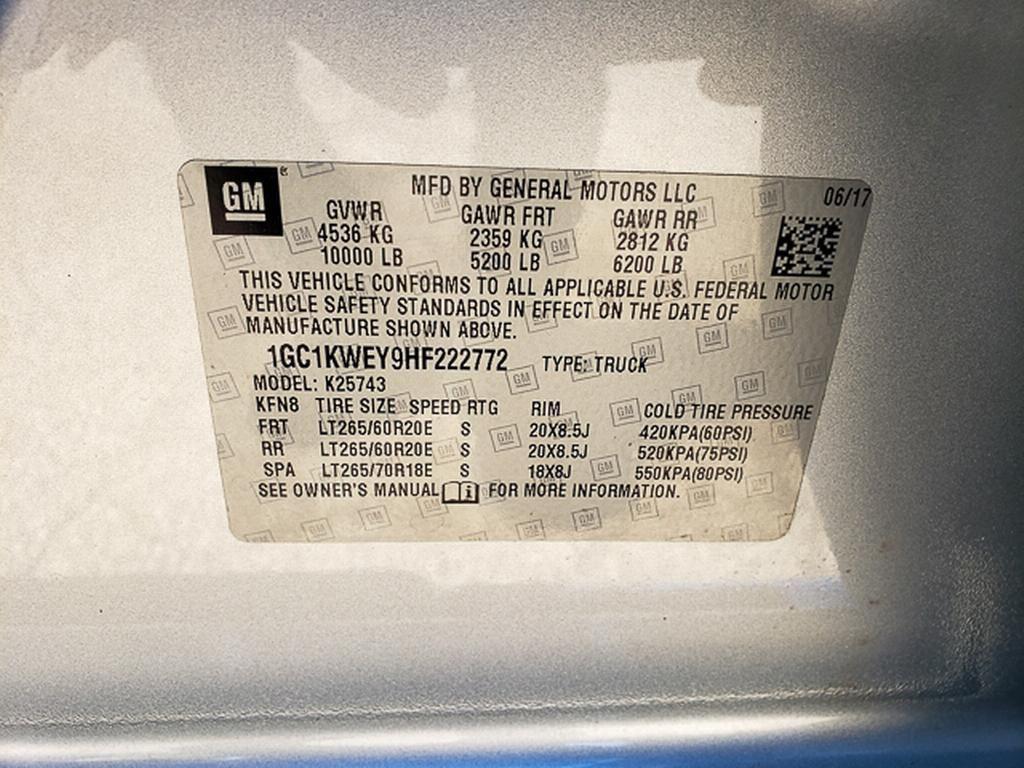 GM ®
MFD BY GENERAL MOTORS LLC 06/17
GVWR GAWR FRT GAWR RR
4536 KG 2359 KG 2812 KG
10000 LB 5200 LB 6200 LB
THIS VEHICLE CONFORMS TO ALL APPLICABLE U.S. FEDERAL MOTOR
VEHICLE SAFETY STANDARDS IN EFFECT ON THE DATE OF
MANUFACTURE SHOWN ABOVE.
1GC1KWEY9HF222772 TYPE: TRUCK
MODEL: K25743
KFN8 TIRE SIZE SPEED RTG RIM COLD TIRE PRESSURE
FRT LT265/60R20E S 20X8.5J 420KPA(60PSI)
RR LT265/60R20E S 20X8.5J 520KPA(75PSI)
SPA LT265/70R18E S 18X8J 550KPA(80PSI)
SEE OWNER'S MANUAL i FOR MORE INFORMATION.